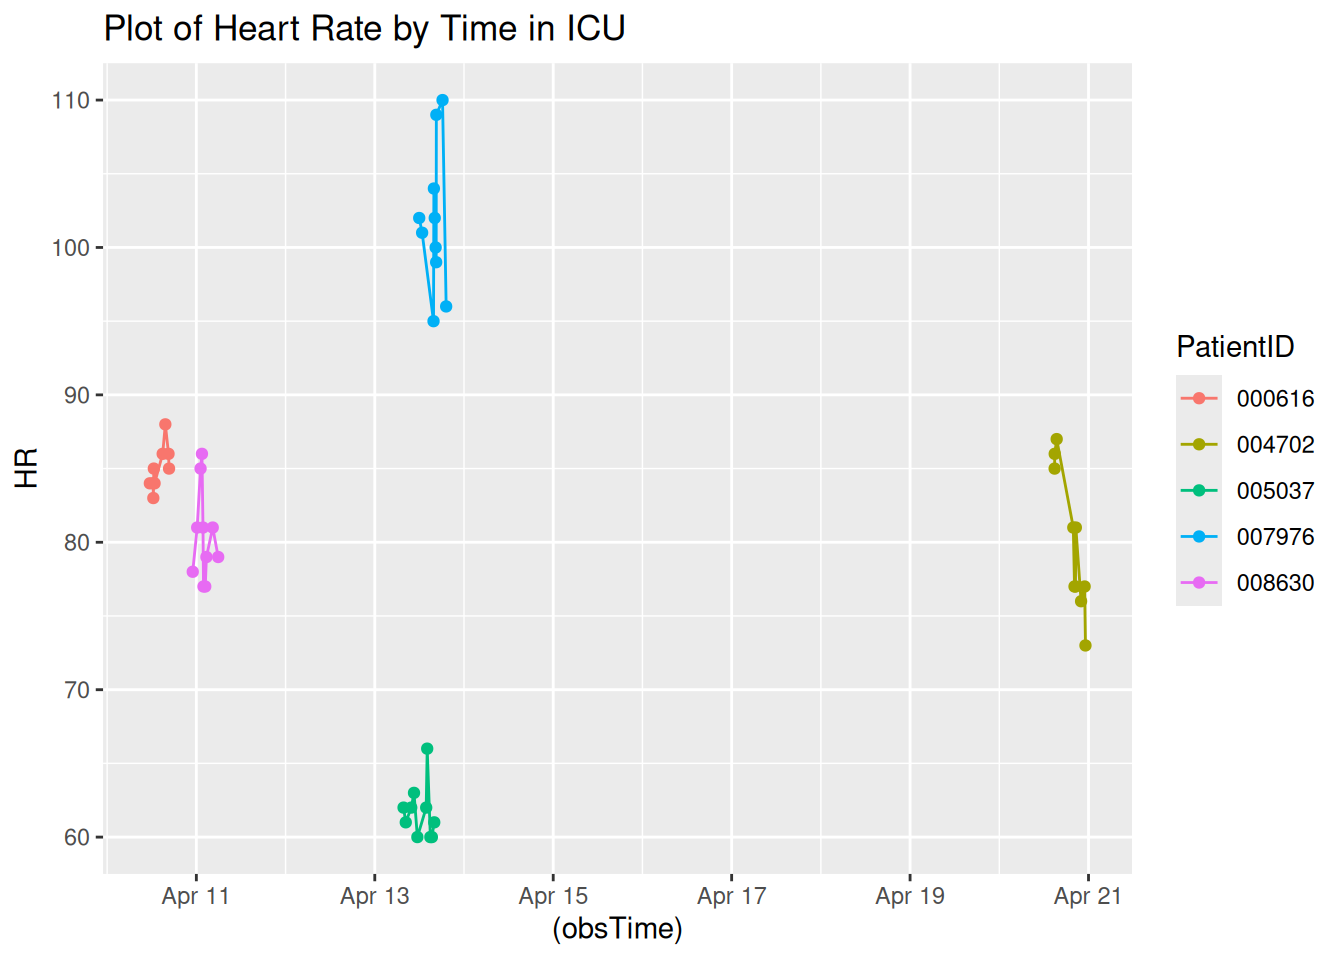 Plot of Heart Rate by Time in ICU
110
100
90
80
70
60
HR
Apr 11 Apr 13 Apr 15 Apr 17 Apr 19 Apr 21
(obsTime)
PatientID
000616
004702
005037
007976
008630